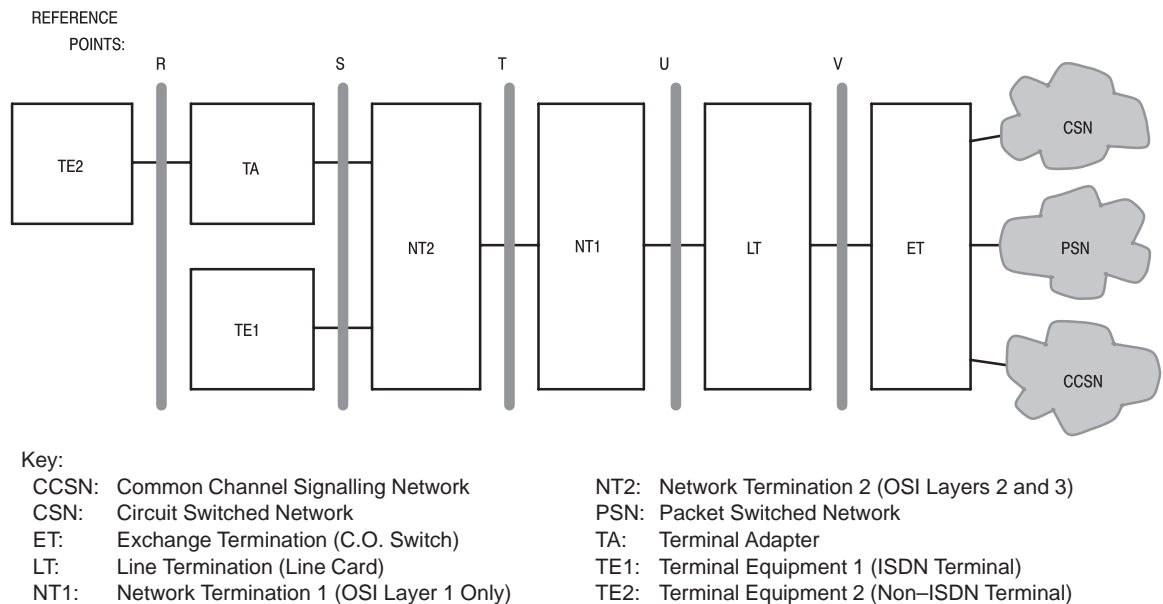 REFERENCE
POINTS:
R S T U V
TE2
TA
TE1
NT2
NT1
LT
ET
CSN
PSN
CCSN
Key:
CCSN: Common Channel Signalling Network
CSN: Circuit Switched Network
ET: Exchange Termination (C.O. Switch)
LT: Line Termination (Line Card)
NT1: Network Termination 1 (OSI Layer 1 Only)
NT2: Network Termination 2 (OSI Layers 2 and 3)
PSN: Packet Switched Network
TA: Terminal Adapter
TE1: Terminal Equipment 1 (ISDN Terminal)
TE2: Terminal Equipment 2 (Non–ISDN Terminal)